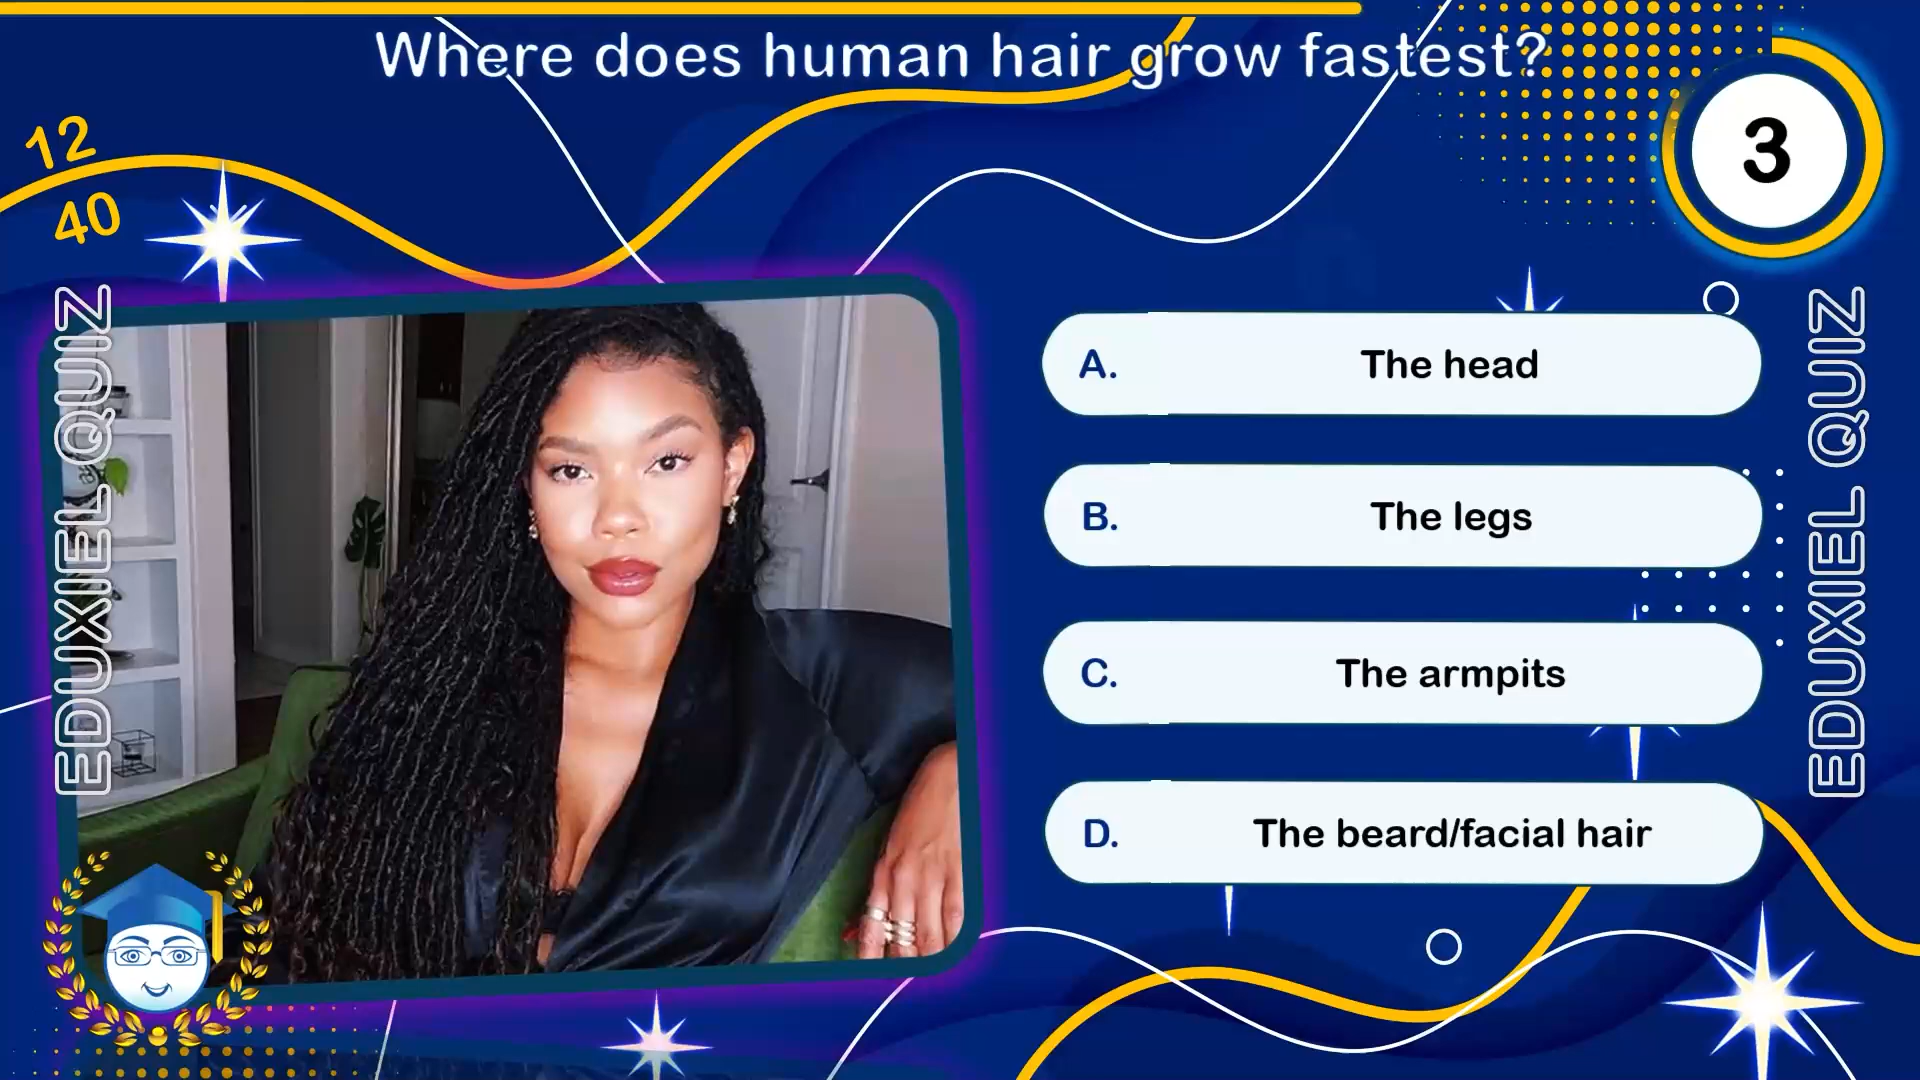 Where does human hair grow fastest?
12
40
3
EDUXIEL QUIZ
A. The head
B. The legs
C. The armpits
D. The beard/facial hair
EDUXIEL QUIZ